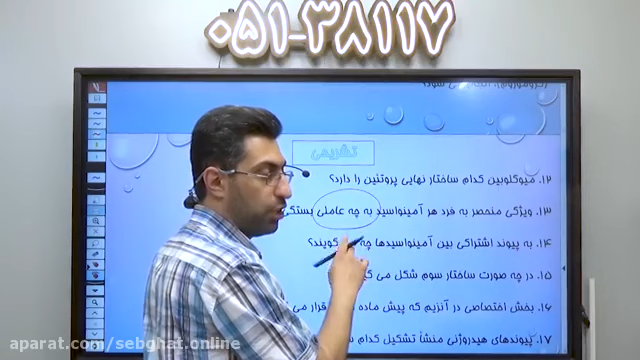 ۰۵۱-۳۸۱۱۷
تشریحی
۱۲. میوگلوبین کدام ساختار نهایی پروتئین را دارد؟
۱۳. ویژگی منحصر به فرد هر آمینواسید به چه عاملی بستگی
۱۴. به پیوند اشتراکی بین آمینواسیدها چه گویند؟
۱۵. در چه صورت ساختار سوم شکل می
۱۶. بخش اختصاصی در آنزیم که پیش ماده قرار می
۱۷. پیوندهای هیدروژنی منشأ تشکیل کدام
aparat.com/sebghat.online